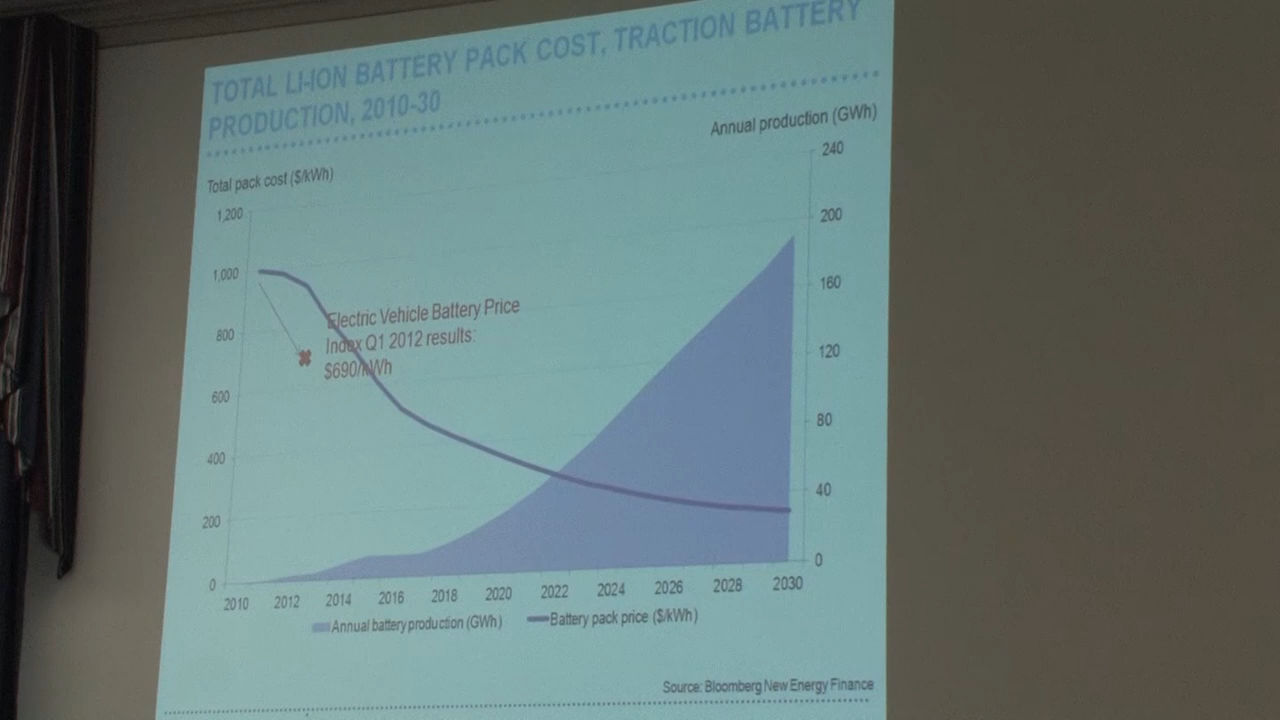 TOTAL LI-ION BATTERY PACK COST, TRACTION BATTERY
PRODUCTION, 2010-30
Annual production (GWh)
Total pack cost ($/kWh)
1,200
1,000
800
600
400
200
0
240
200
160
120
80
40
0
Electric Vehicle Battery Price
Index Q1 2012 results:
$690/kWh
2010 2012 2014 2016 2018 2020 2022 2024 2026 2028 2030
Annual battery production (GWh) Battery pack price ($/kWh)
Source: Bloomberg New Energy Finance